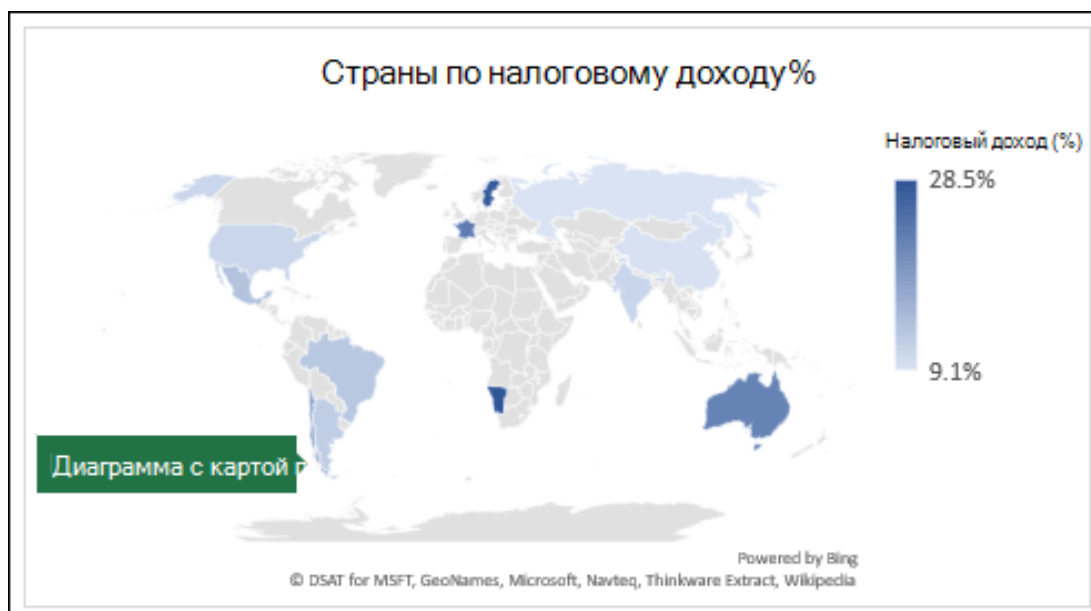 Страны по налоговому доходу%
Налоговый доход (%)
28.5%
9.1%
Диаграмма с картой
Powered by Bing
© DSAT for MSFT, GeoNames, Microsoft, Navteq, Thinkware Extract, Wikipedia